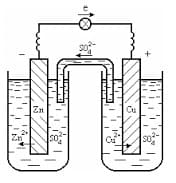 e
− +
SO₄²⁻
Zn Cu
Zn²⁺ SO₄²⁻ Cu²⁺ SO₄²⁻